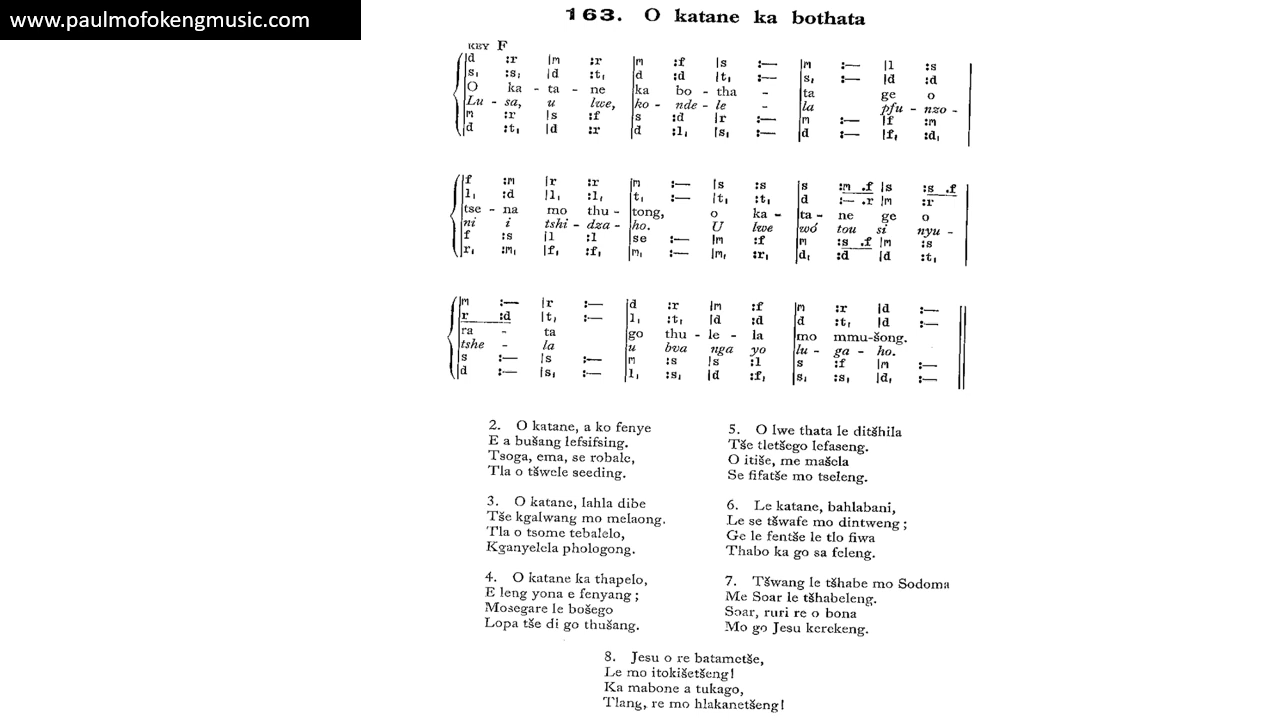 www.paulmofokengmusic.com
163. O katane ka bothata
KEY F
|d :r |m :r |m :f |s :— |m :— |l :s
|s, :s, |d :t, |d :d |t, :— |s, :— |d :d
O ka - ta - ne ka bo - tha - ta ge o
Lu - sa, u lwe, ko - nde - le - la pfu - nzo -
|m :r |s :f |s :d |r :— |m :— |f :m
|d :t, |d :r |d :l, |s, :— |d :— |f, :d,
|f :m |r :r |m :— |s :s |s :m .f |s :s .f
|l, :d |l, :l, |t, :— |t, :t, |d :— .r |m :r
tse - na mo thu - tong, o ka - ta - ne ge o
ni i tshi - dza - ho. U lwe wó tou si nyu -
|f :s |l :l |se :— |m :f |m :s .f |m :s
|r, :m, |f, :f, |m, :— |m, :r, |d, :d |d :t,
|m :— |r :— |d :r |m :f |m :r |d :—
|r :d |t, :— |l, :t, |d :d |d :t, |d :—
ra - ta go thu - le - la mo mmu-šong.
tshe - la u bva nga yo lu - ga - ho.
|s :— |s :— |m :s |s :l |s :f |m :—
|d :— |s, :— |l, :s, |d :f, |s, :s, |d, :—
2. O katane, a ko fenye
E a bušang lefsifsing.
Tsoga, ema, se robale,
Tla o tšwele seeding.
3. O katane, lahla dibe
Tše kgalwang mo melaong.
Tla o tsome tebalelo,
Kganyelela phologong.
4. O katane ka thapelo,
E leng yona e fenyang ;
Mosegare le bošego
Lopa tše di go thušang.
5. O lwe thata le ditšhila
Tše tletšego lefaseng.
O itiše, me mašela
Se fifatše mo tseleng.
6. Le katane, bahlabani,
Le se tšwafe mo dintweng ;
Ge le fentše le tlo fiwa
Thabo ka go sa feleng.
7. Tšwang le tšhabe mo Sodoma
Me Soar le tšhabeleng.
Soar, ruri re o bona
Mo go Jesu kerekeng.
8. Jesu o re batametše,
Le mo itokišetšeng!
Ka mabone a tukago,
Tlang, re mo hlakanetšeng!